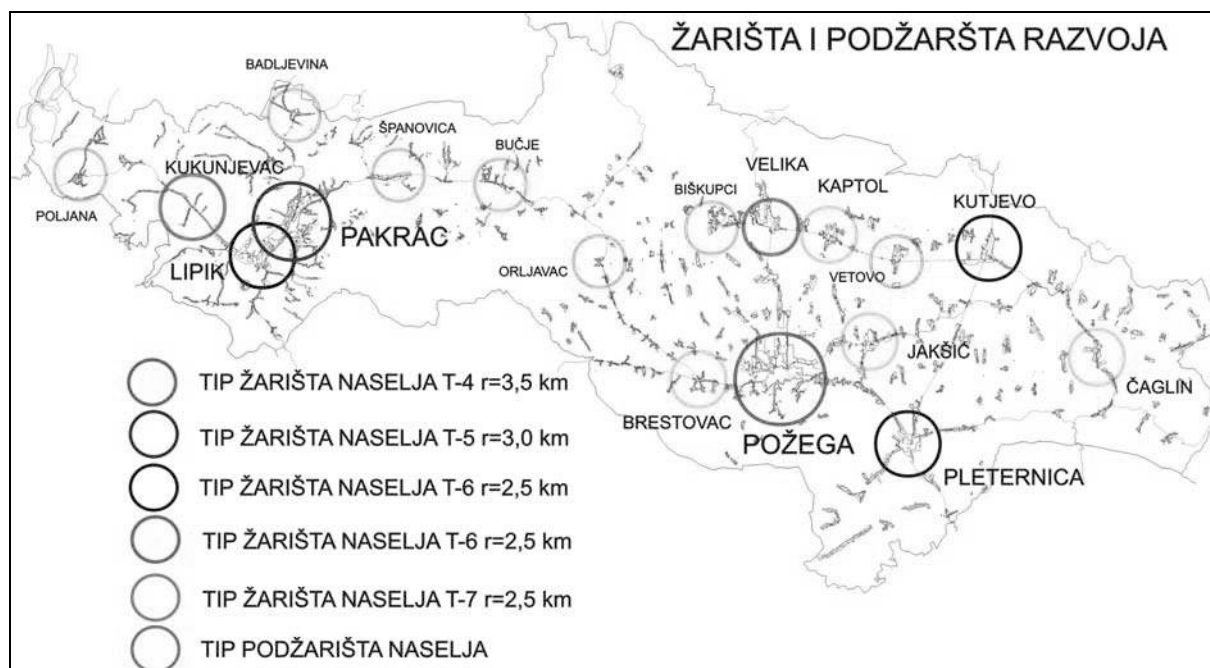 ŽARIŠTA I PODŽARŠTA RAZVOJA
BADLJEVINA
ŠPANOVICA
BUČJE
KUKUNJEVAC
POLJANA
PAKRAC
LIPIK
VELIKA
BIŠKUPCI
KAPTOL
KUTJEVO
ORLJAVAC
VETOVO
JAKŠIĆ
ČAGLIN
BRESTOVAC
POŽEGA
PLETERNICA
TIP ŽARIŠTA NASELJA T-4 r=3,5 km
TIP ŽARIŠTA NASELJA T-5 r=3,0 km
TIP ŽARIŠTA NASELJA T-6 r=2,5 km
TIP ŽARIŠTA NASELJA T-6 r=2,5 km
TIP ŽARIŠTA NASELJA T-7 r=2,5 km
TIP PODŽARIŠTA NASELJA